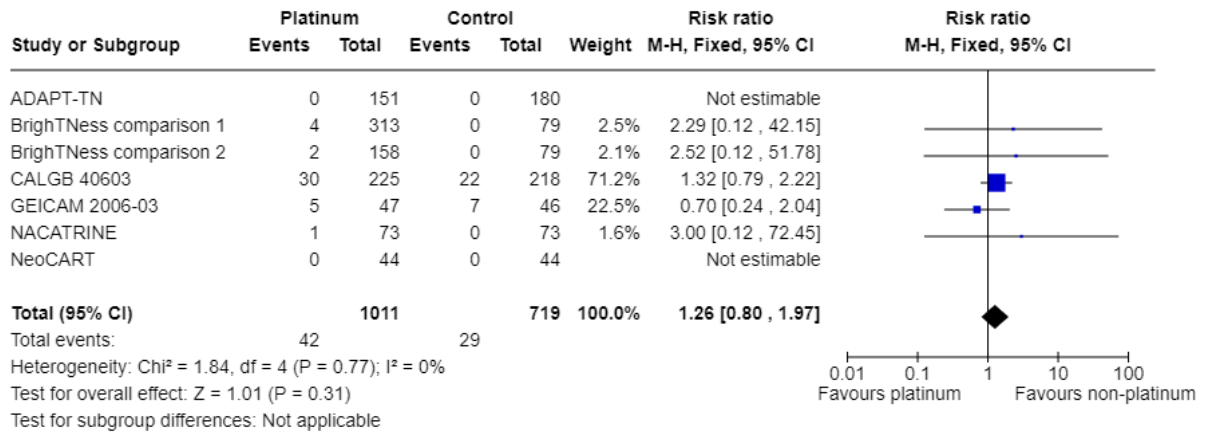 Platinum Control Risk ratio Risk ratio
Study or Subgroup Events Total Events Total Weight M-H, Fixed, 95% CI M-H, Fixed, 95% CI
ADAPT-TN 0 151 0 180 Not estimable
BrighTNess comparison 1 4 313 0 79 2.5% 2.29 [0.12 , 42.15]
BrighTNess comparison 2 2 158 0 79 2.1% 2.52 [0.12 , 51.78]
CALGB 40603 30 225 22 218 71.2% 1.32 [0.79 , 2.22]
GEICAM 2006-03 5 47 7 46 22.5% 0.70 [0.24 , 2.04]
NACATRINE 1 73 0 73 1.6% 3.00 [0.12 , 72.45]
NeoCART 0 44 0 44 Not estimable
Total (95% CI) 1011 719 100.0% 1.26 [0.80 , 1.97]
Total events: 42 29
Heterogeneity: Chi² = 1.84, df = 4 (P = 0.77); I² = 0%
Test for overall effect: Z = 1.01 (P = 0.31)
Test for subgroup differences: Not applicable
0.01 0.1 1 10 100
Favours platinum Favours non-platinum